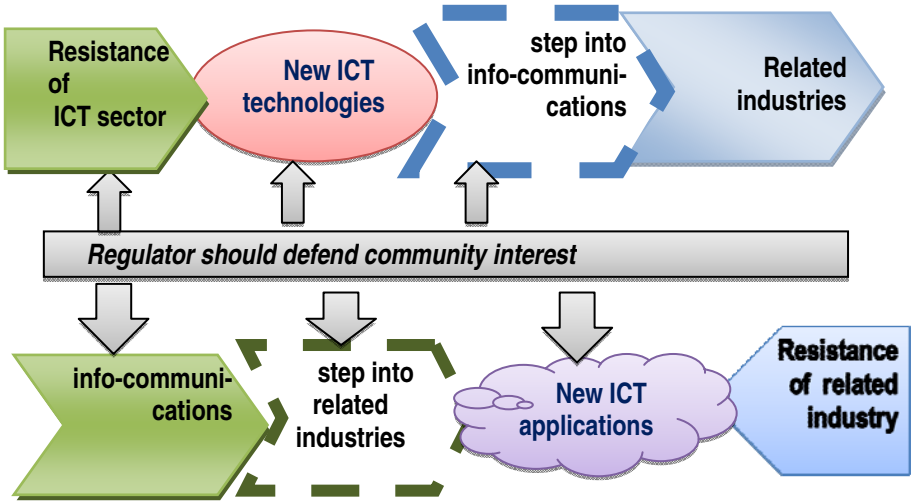 Resistance
of
ICT sector
New ICT
technologies
step into
info-communi-
cations
Related
industries
Regulator should defend community interest
info-communi-
cations
step into
related
industries
New ICT
applications
Resistance
of related
industry